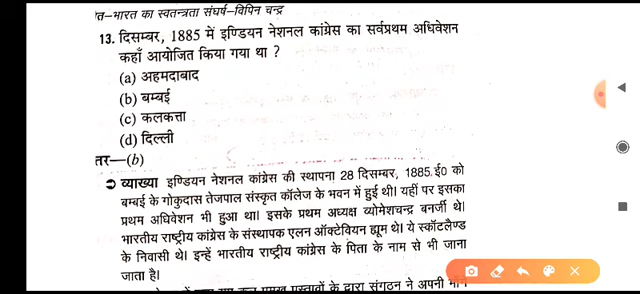 त–भारत का स्वतन्त्रता संघर्ष–विपिन चन्द्र
13. दिसम्बर, 1885 में इण्डियन नेशनल कांग्रेस का सर्वप्रथम अधिवेशन
कहाँ आयोजित किया गया था ?
(a) अहमदाबाद
(b) बम्बई
(c) कलकत्ता
(d) दिल्ली
तर—(b)
व्याख्या इण्डियन नेशनल कांग्रेस की स्थापना 28 दिसम्बर, 1885 ई0 को
बम्बई के गोकुदास तेजपाल संस्कृत कॉलेज के भवन में हुई थी। यहीं पर इसका
प्रथम अधिवेशन भी हुआ था। इसके प्रथम अध्यक्ष व्योमेशचन्द्र बनर्जी थे।
भारतीय राष्ट्रीय कांग्रेस के संस्थापक एलन ऑक्टेवियन ह्यूम थे। ये स्कॉटलैण्ड
के निवासी थे। इन्हें भारतीय राष्ट्रीय कांग्रेस के पिता के नाम से भी जाना
जाता है।
के द्वारा संगठन ने अपनी